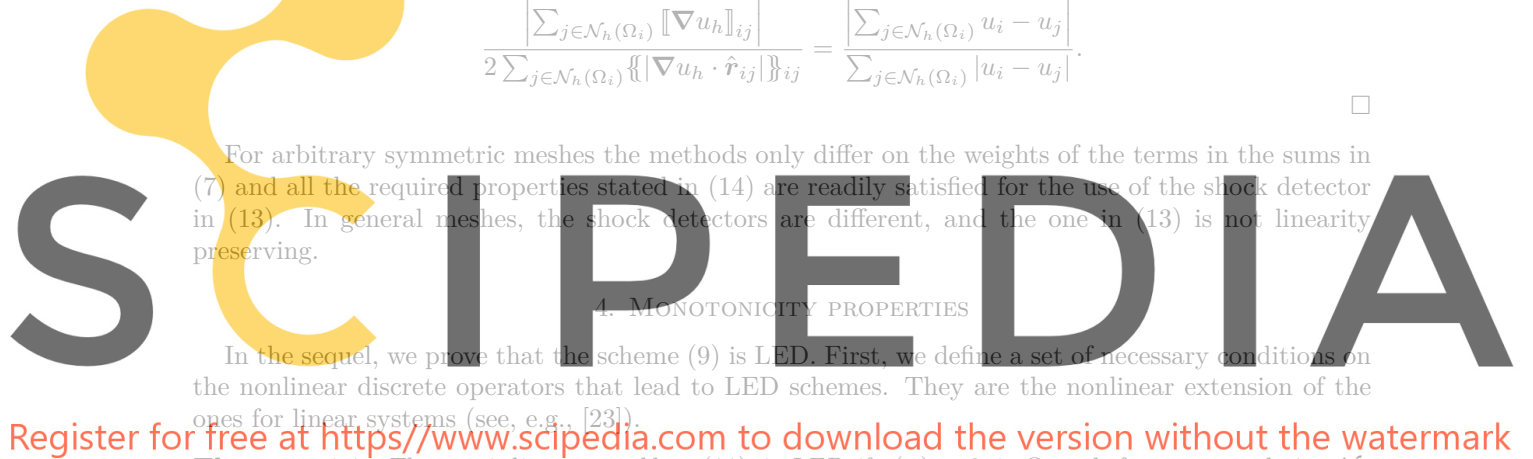 |∑_{j∈𝒩_h(Ω_i)} ⟦∇u_h⟧_{ij}| / 2 ∑_{j∈𝒩_h(Ω_i)} {{|∇u_h · r̂_{ij}|}}_{ij} = |∑_{j∈𝒩_h(Ω_i)} u_i − u_j| / ∑_{j∈𝒩_h(Ω_i)} |u_i − u_j|.
□
For arbitrary symmetric meshes the methods only differ on the weights of the terms in the sums in
(7) and all the required properties stated in (14) are readily satisfied for the use of the shock detector
in (13). In general meshes, the shock detectors are different, and the one in (13) is not linearity
preserving.
SCIPEDIA
4. Monotonicity properties
In the sequel, we prove that the scheme (9) is LED. First, we define a set of necessary conditions on
the nonlinear discrete operators that lead to LED schemes. They are the nonlinear extension of the
ones for linear systems (see, e.g., [23]).
Register for free at https//www.scipedia.com to download the version without the watermark